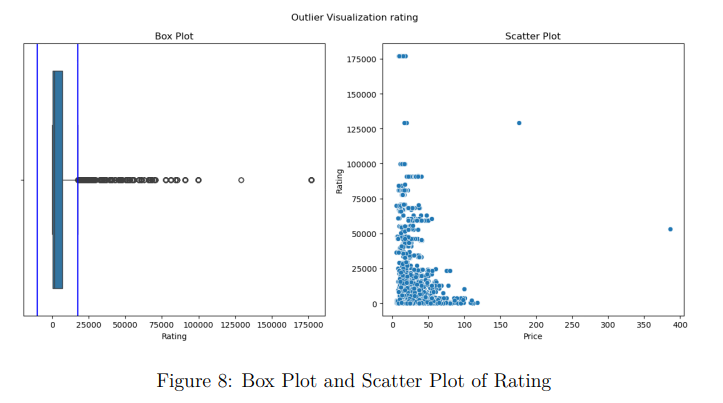 Outlier Visualization rating
Box Plot
0 25000 50000 75000 100000 125000 150000 175000
Rating
Scatter Plot
175000
150000
125000
100000
75000
50000
25000
0
Rating
0 50 100 150 200 250 300 350 400
Price
Figure 8: Box Plot and Scatter Plot of Rating